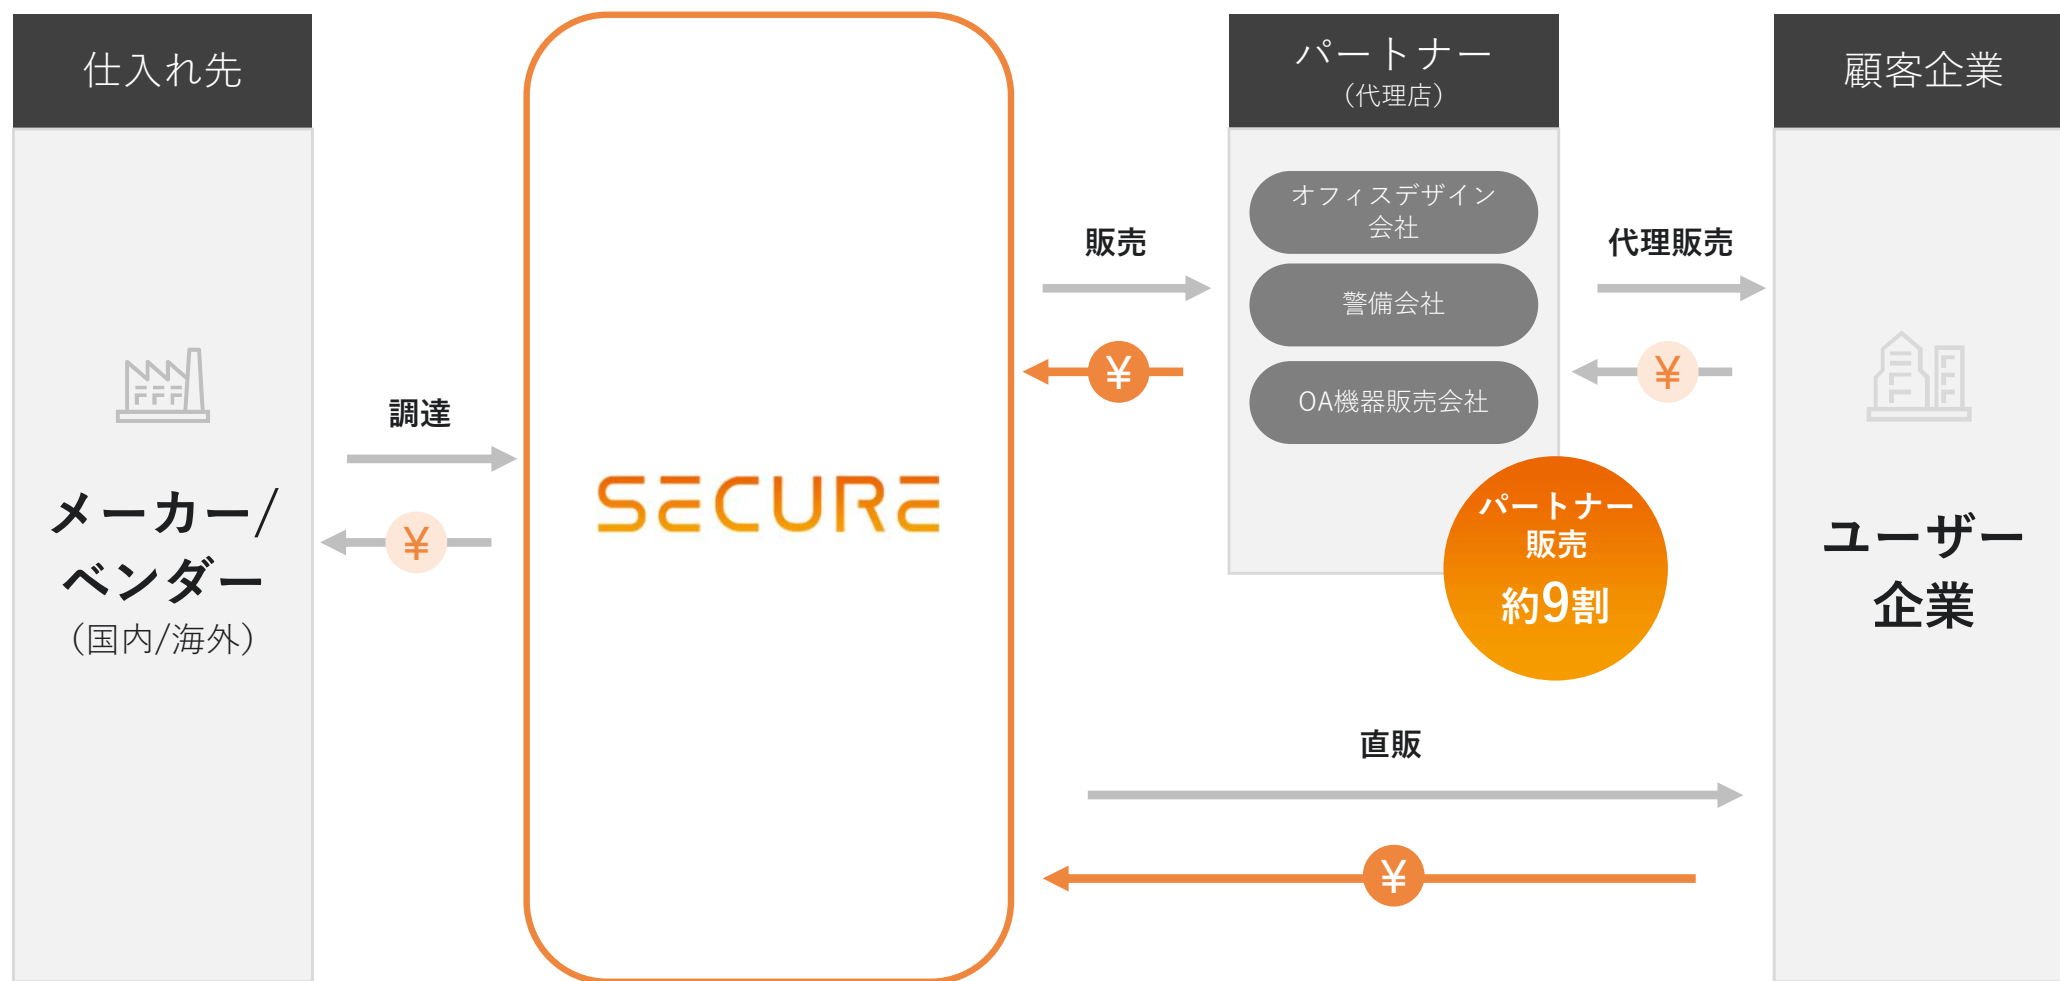 仕入れ先
メーカー/
ベンダー
（国内/海外）
調達
¥
SECURE
販売
¥
パートナー
（代理店）
オフィスデザイン
会社
警備会社
OA機器販売会社
パートナー
販売
約9割
代理販売
¥
直販
¥
顧客企業
ユーザー
企業